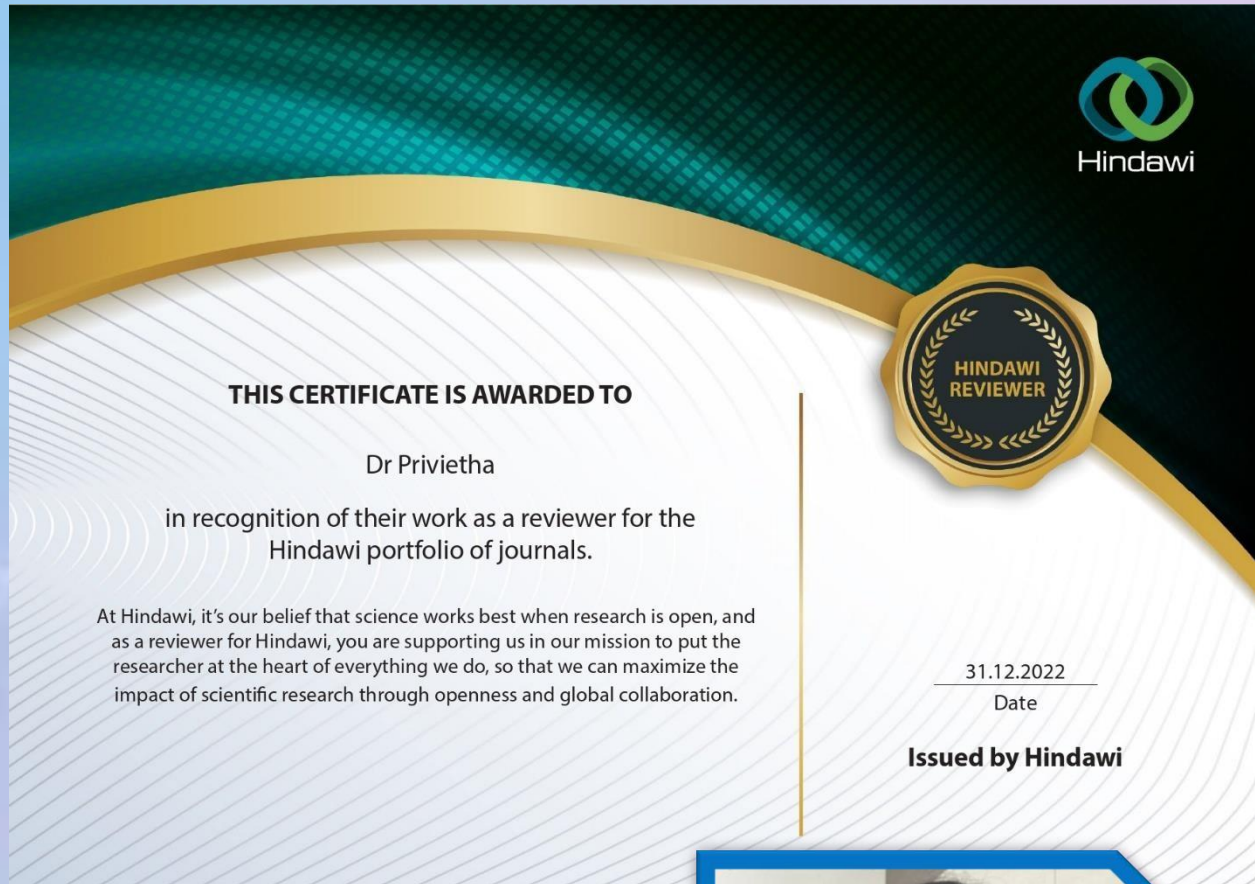 Hindawi
HINDAWI
REVIEWER
THIS CERTIFICATE IS AWARDED TO
Dr Privietha
in recognition of their work as a reviewer for the
Hindawi portfolio of journals.
At Hindawi, it's our belief that science works best when research is open, and
as a reviewer for Hindawi, you are supporting us in our mission to put the
researcher at the heart of everything we do, so that we can maximize the
impact of scientific research through openness and global collaboration.
31.12.2022
Date
Issued by Hindawi